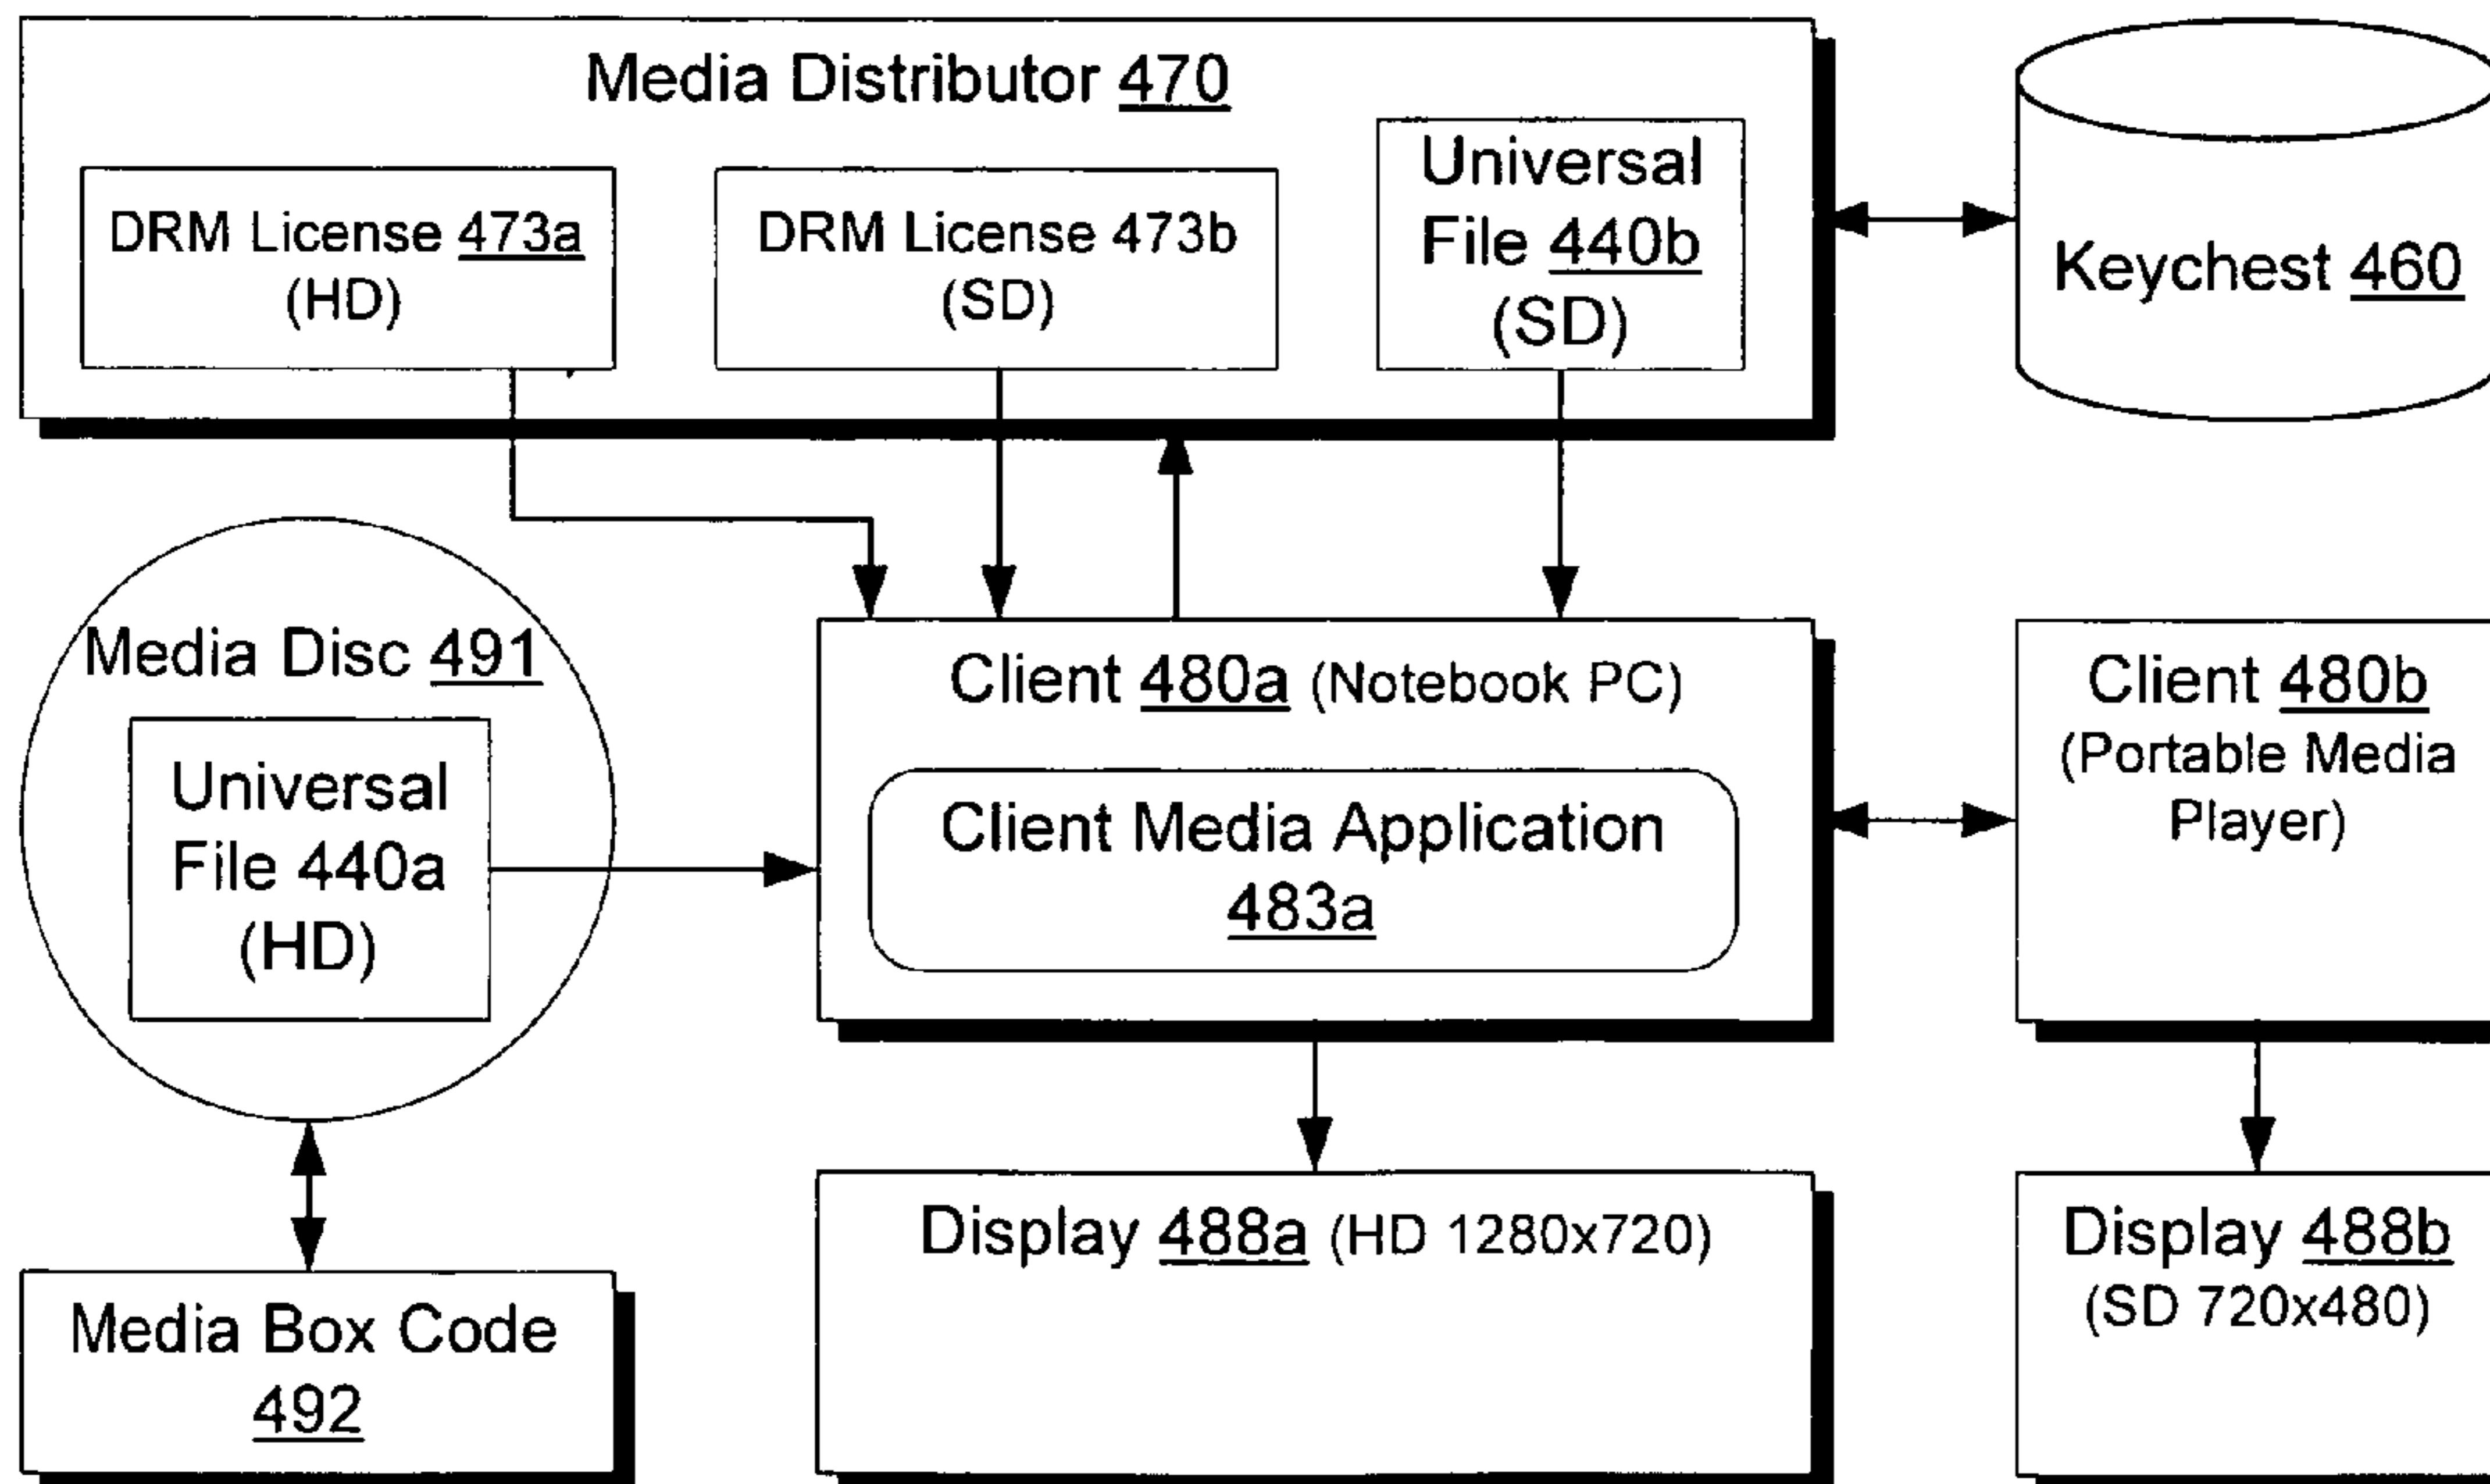 Media Distributor 470
DRM License 473a
(HD)
DRM License 473b
(SD)
Universal
File 440b
(SD)
Keychest 460
Media Disc 491
Universal
File 440a
(HD)
Client 480a (Notebook PC)
Client Media Application
483a
Client 480b
(Portable Media
Player)
Media Box Code
492
Display 488a (HD 1280x720)
Display 488b
(SD 720x480)